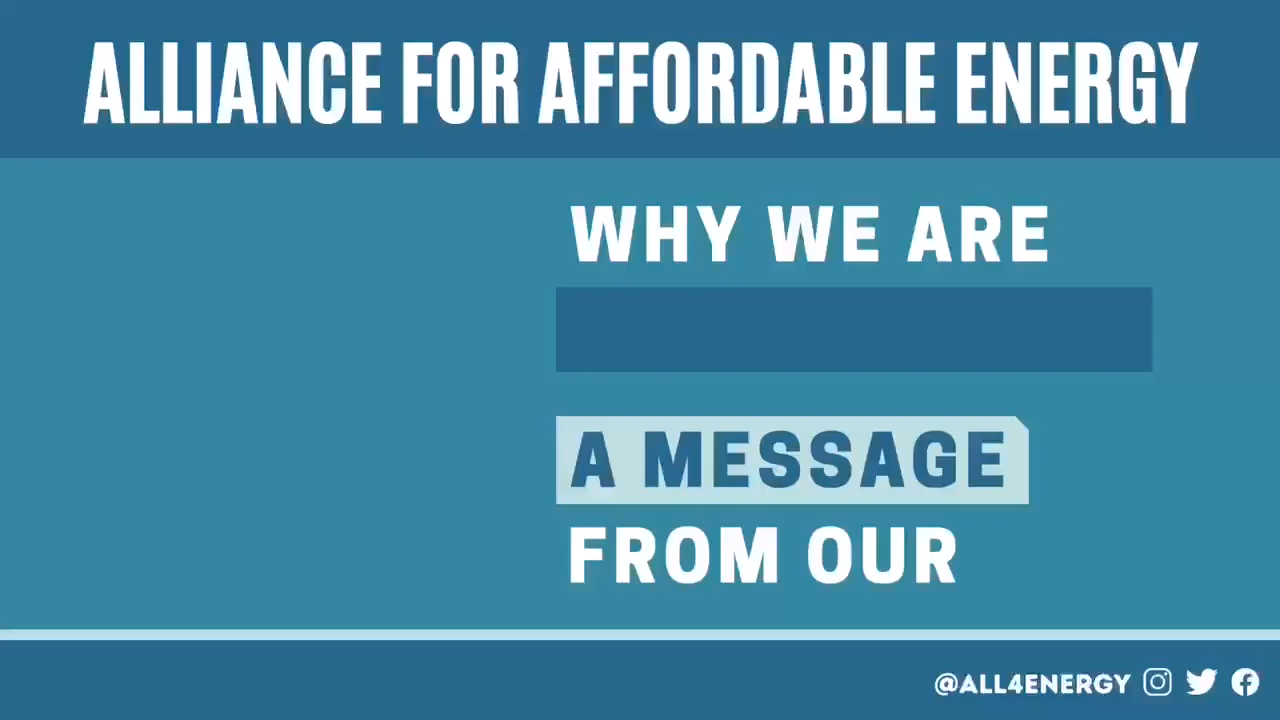 ALLIANCE FOR AFFORDABLE ENERGY
WHY WE ARE
A MESSAGE
FROM OUR
@ALL4ENERGY